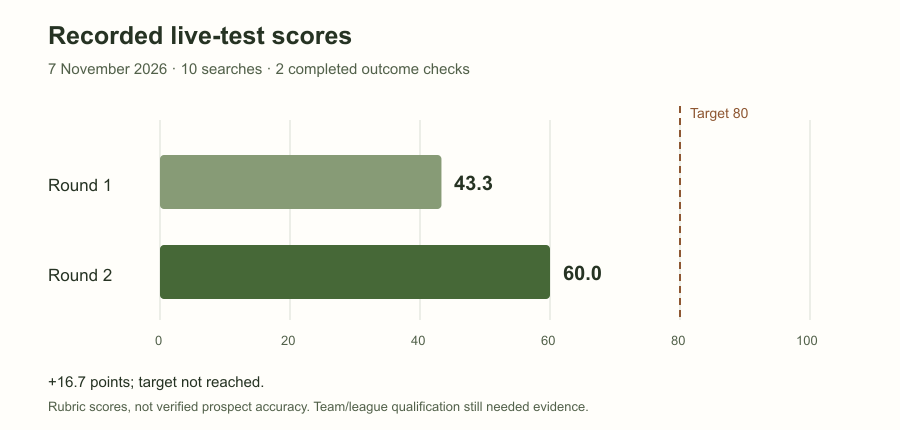 Recorded live-test scores
7 November 2026 · 10 searches · 2 completed outcome checks
Target 80
Round 1
43.3
Round 2
60.0
0 20 40 60 80 100
+16.7 points; target not reached.
Rubric scores, not verified prospect accuracy. Team/league qualification still needed evidence.